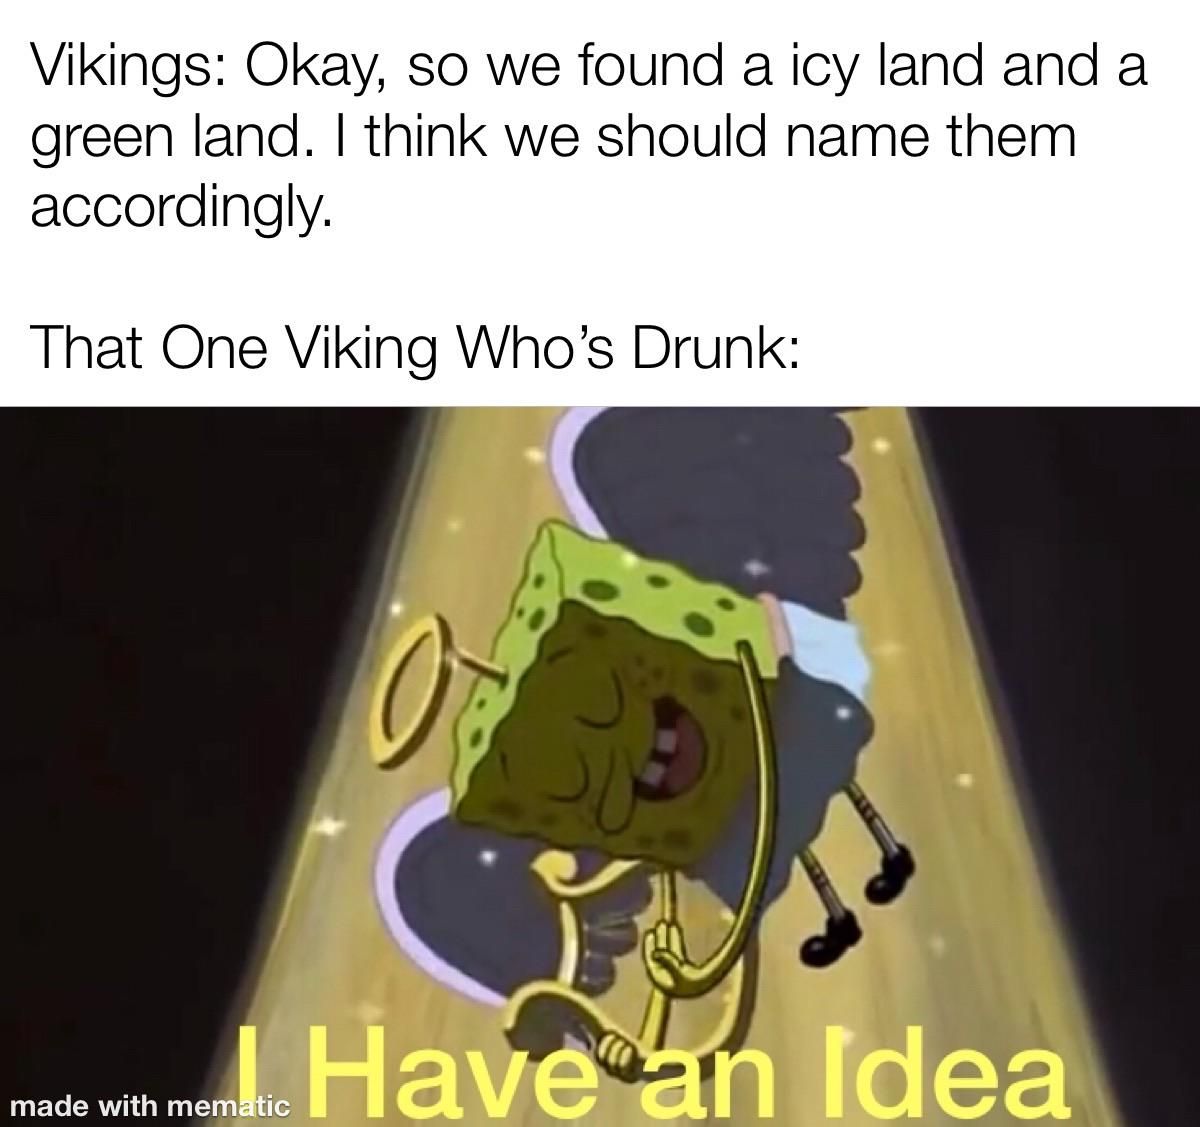 Vikings: Okay, so we found a icy land and a
green land. I think we should name them
accordingly.
That One Viking Who’s Drunk:
I Have an Idea
made with mematic